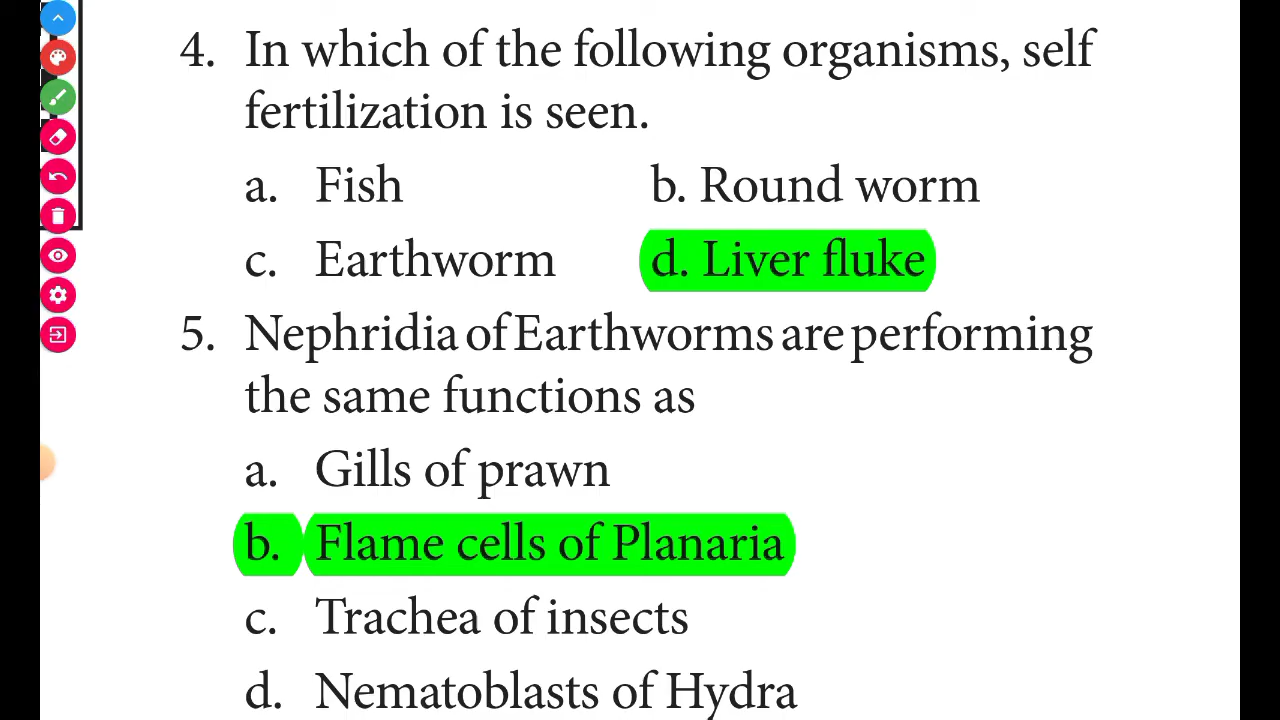 4. In which of the following organisms, self
fertilization is seen.
a. Fish b. Round worm
c. Earthworm d. Liver fluke
5. Nephridia of Earthworms are performing
the same functions as
a. Gills of prawn
b. Flame cells of Planaria
c. Trachea of insects
d. Nematoblasts of Hydra